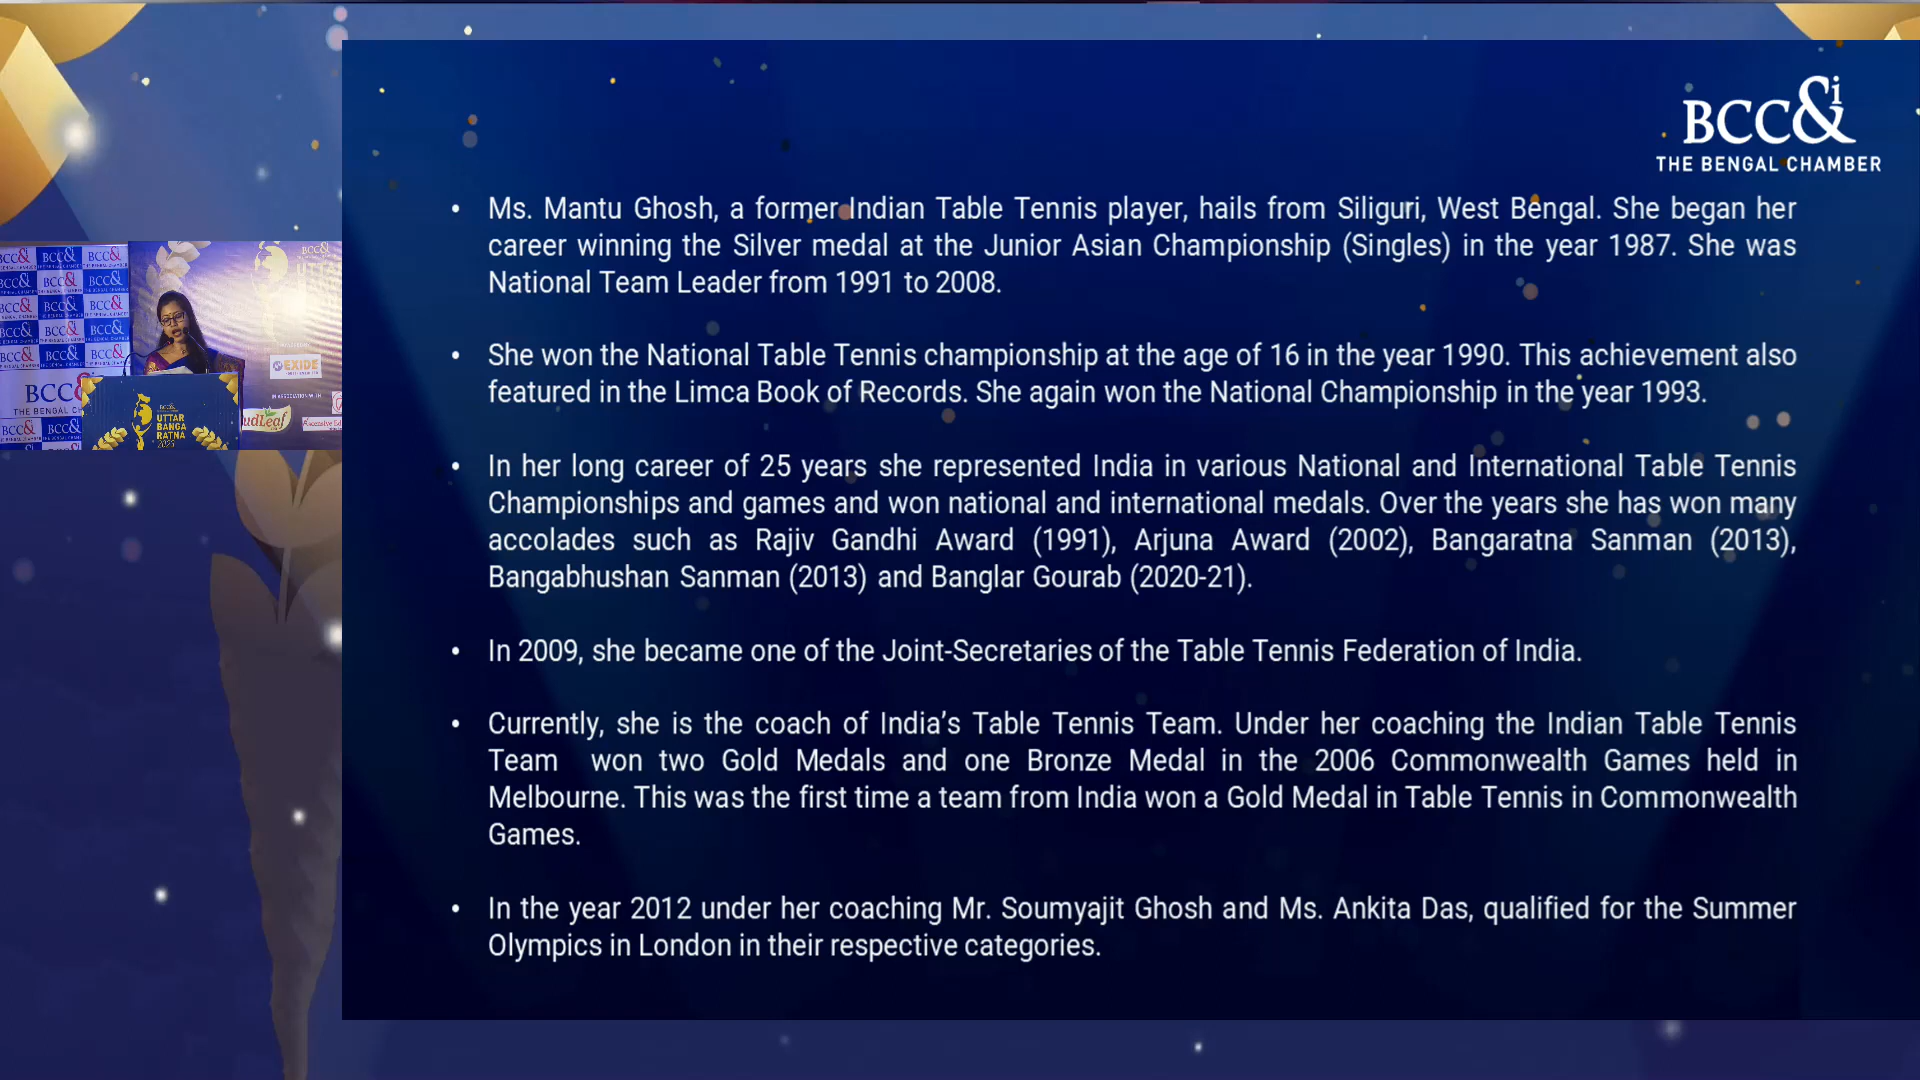 BCC&i
THE BENGAL CHAMBER
• Ms. Mantu Ghosh, a former Indian Table Tennis player, hails from Siliguri, West Bengal. She began her
career winning the Silver medal at the Junior Asian Championship (Singles) in the year 1987. She was
National Team Leader from 1991 to 2008.
• She won the National Table Tennis championship at the age of 16 in the year 1990. This achievement also
featured in the Limca Book of Records. She again won the National Championship in the year 1993.
• In her long career of 25 years she represented India in various National and International Table Tennis
Championships and games and won national and international medals. Over the years she has won many
accolades such as Rajiv Gandhi Award (1991), Arjuna Award (2002), Bangaratna Sanman (2013),
Bangabhushan Sanman (2013) and Banglar Gourab (2020-21).
• In 2009, she became one of the Joint-Secretaries of the Table Tennis Federation of India.
• Currently, she is the coach of India’s Table Tennis Team. Under her coaching the Indian Table Tennis
Team won two Gold Medals and one Bronze Medal in the 2006 Commonwealth Games held in
Melbourne. This was the first time a team from India won a Gold Medal in Table Tennis in Commonwealth
Games.
• In the year 2012 under her coaching Mr. Soumyajit Ghosh and Ms. Ankita Das, qualified for the Summer
Olympics in London in their respective categories.
EXIDE
IN ASSOCIATION WITH
BCC&i
UTTAR
BANGA
RATNA
2023